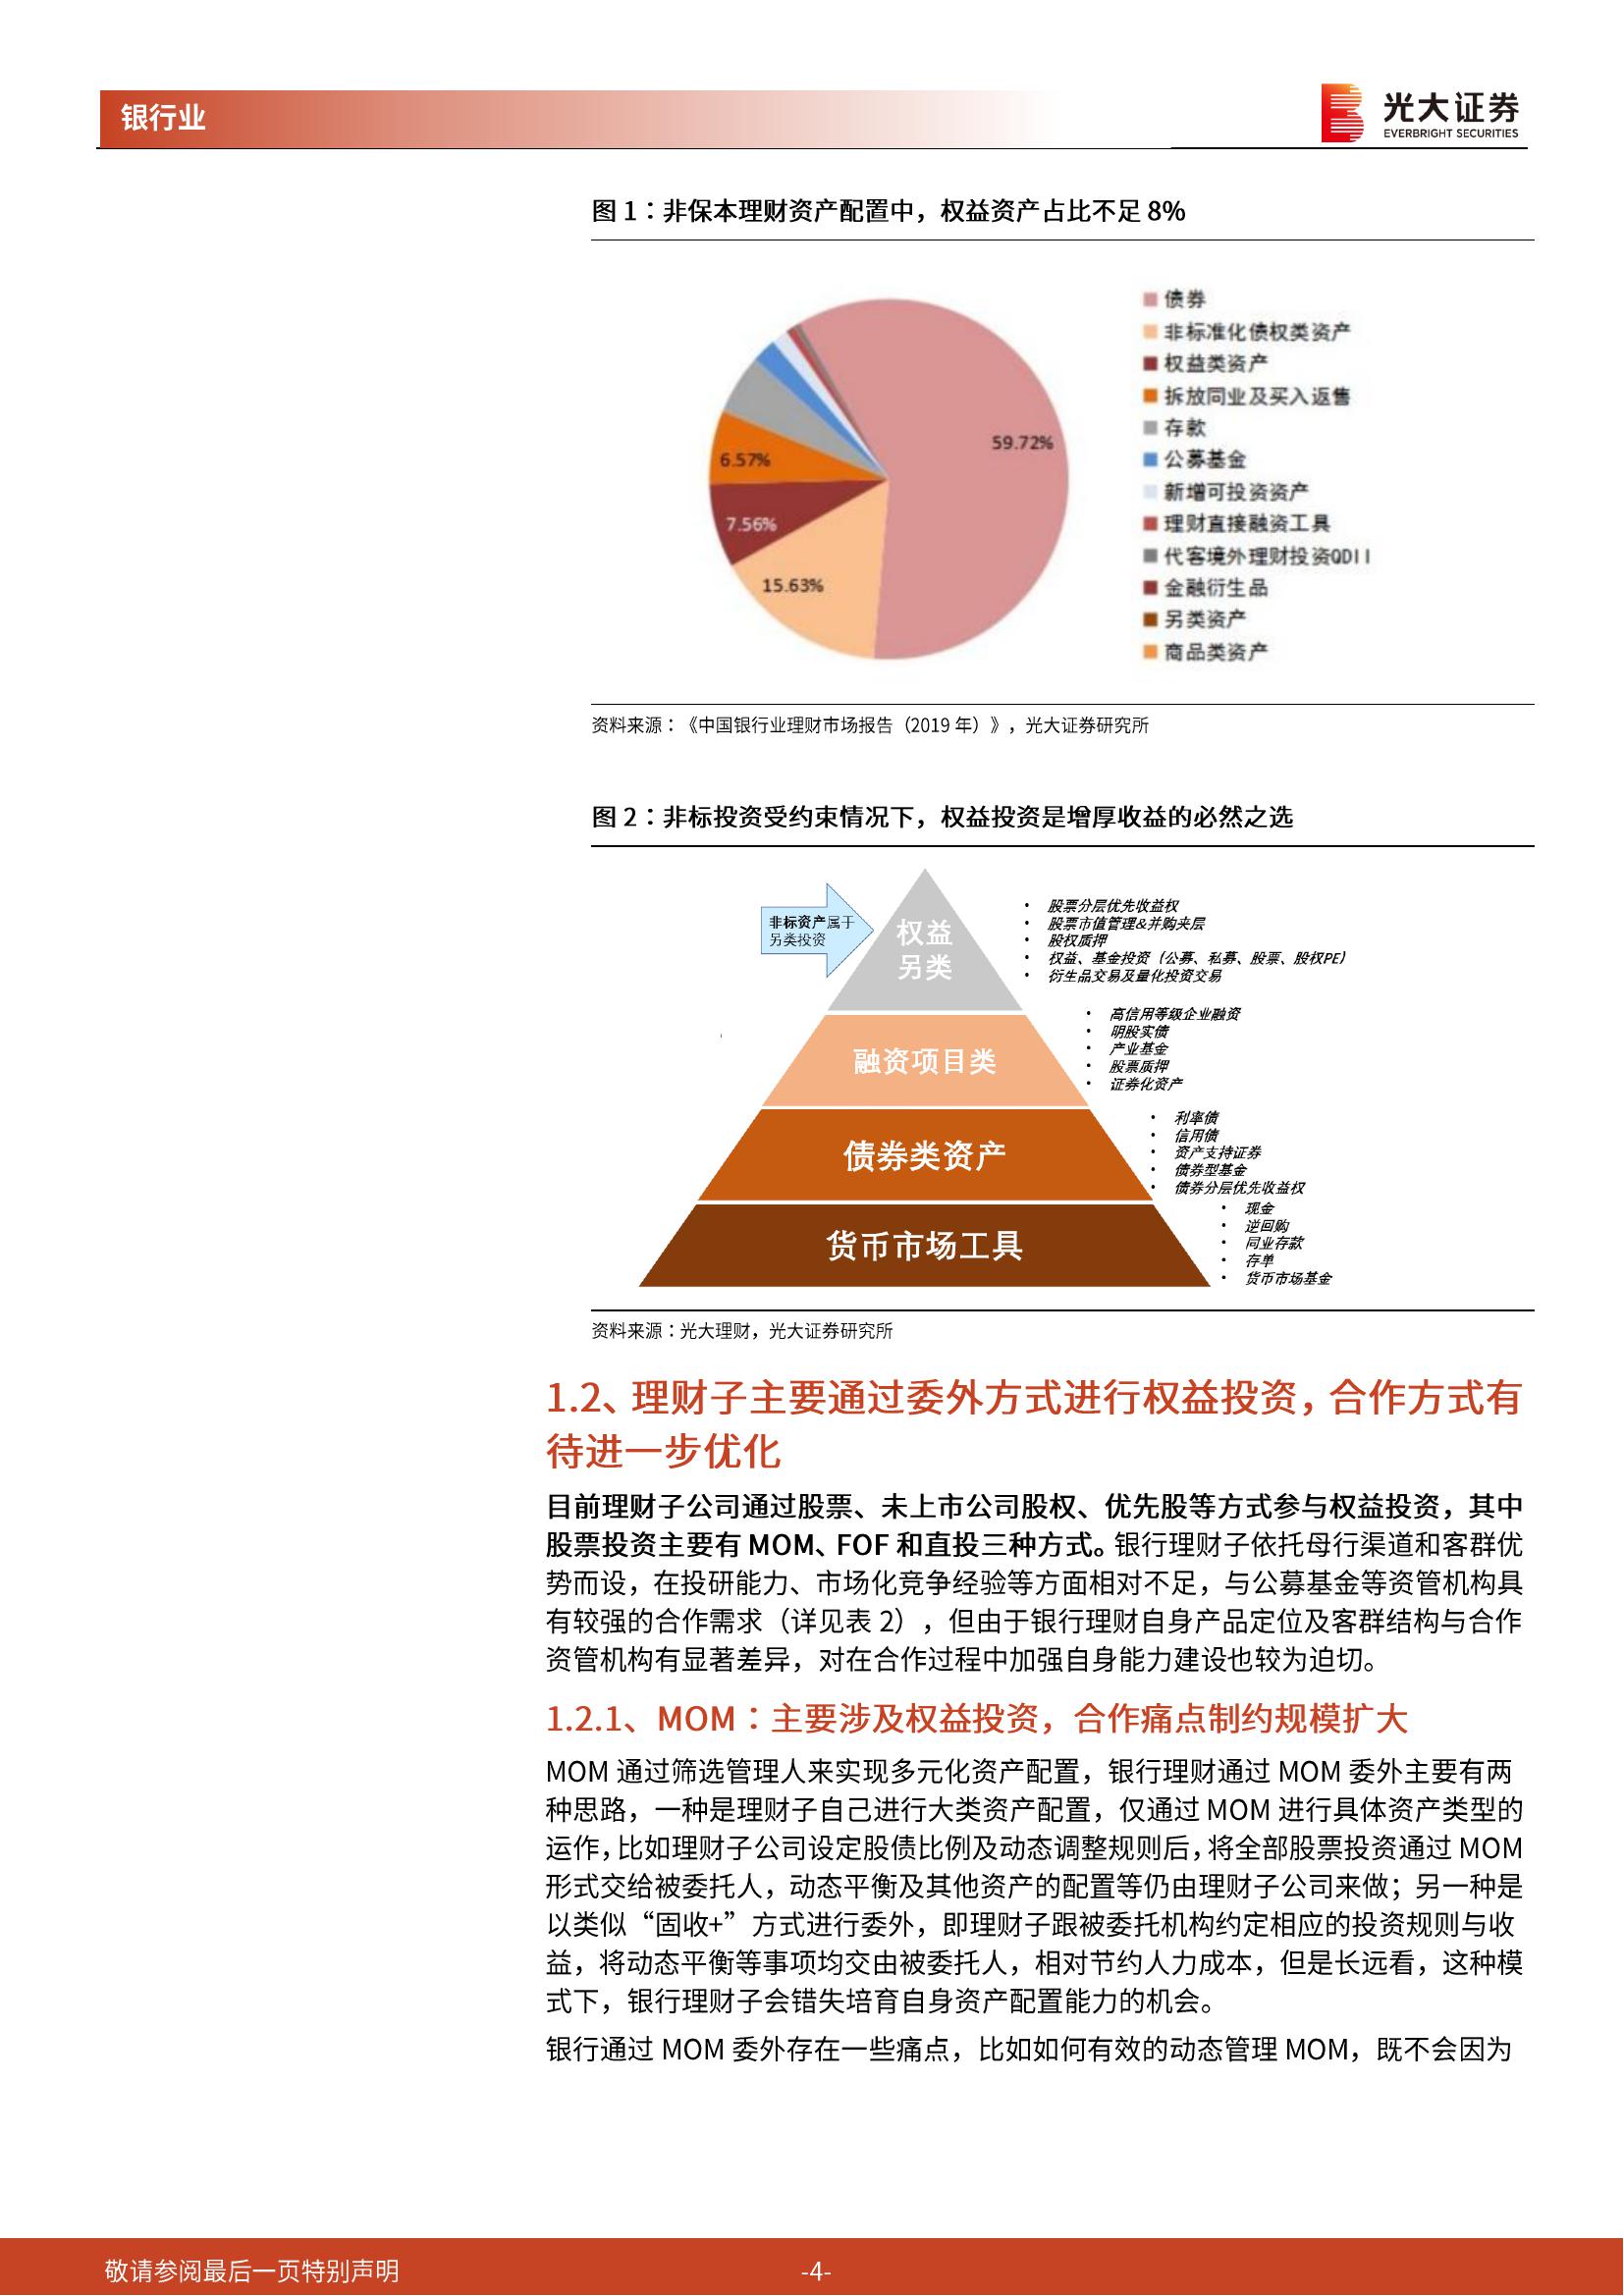 银行业
光大证券
EVERBRIGHT SECURITIES
图 1：非保本理财资产配置中，权益资产占比不足 8%
59.72%
6.57%
7.56%
15.63%
债券
非标准化债权类资产
权益类资产
拆放同业及买入返售
存款
公募基金
新增可投资资产
理财直接融资工具
代客境外理财投资QDII
金融衍生品
另类资产
商品类资产
资料来源：《中国银行业理财市场报告（2019 年）》，光大证券研究所
图 2：非标投资受约束情况下，权益投资是增厚收益的必然之选
非标资产属于
另类投资
权益
另类
• 股票分层优先收益权
• 股票市值管理&并购夹层
• 股权质押
• 权益、基金投资（公募、私募、股票、股权PE）
• 衍生品交易及量化投资交易
融资项目类
• 高信用等级企业融资
• 明股实债
• 产业基金
• 股票质押
• 证券化资产
债券类资产
• 利率债
• 信用债
• 资产支持证券
• 债券型基金
• 债券分层优先收益权
货币市场工具
• 现金
• 逆回购
• 同业存款
• 存单
• 货币市场基金
资料来源：光大理财，光大证券研究所
1.2、理财子主要通过委外方式进行权益投资，合作方式有
待进一步优化
目前理财子公司通过股票、未上市公司股权、优先股等方式参与权益投资，其中
股票投资主要有 MOM、FOF 和直投三种方式。银行理财子依托母行渠道和客群优
势而设，在投研能力、市场化竞争经验等方面相对不足，与公募基金等资管机构具
有较强的合作需求（详见表 2），但由于银行理财自身产品定位及客群结构与合作
资管机构有显著差异，对在合作过程中加强自身能力建设也较为迫切。
1.2.1、MOM：主要涉及权益投资，合作痛点制约规模扩大
MOM 通过筛选管理人来实现多元化资产配置，银行理财通过 MOM 委外主要有两
种思路，一种是理财子自己进行大类资产配置，仅通过 MOM 进行具体资产类型的
运作，比如理财子公司设定股债比例及动态调整规则后，将全部股票投资通过 MOM
形式交给被委托人，动态平衡及其他资产的配置等仍由理财子公司来做；另一种是
以类似“固收+”方式进行委外，即理财子跟被委托机构约定相应的投资规则与收
益，将动态平衡等事项均交由被委托人，相对节约人力成本，但是长远看，这种模
式下，银行理财子会错失培育自身资产配置能力的机会。
银行通过 MOM 委外存在一些痛点，比如如何有效的动态管理 MOM，既不会因为
敬请参阅最后一页特别声明
-4-